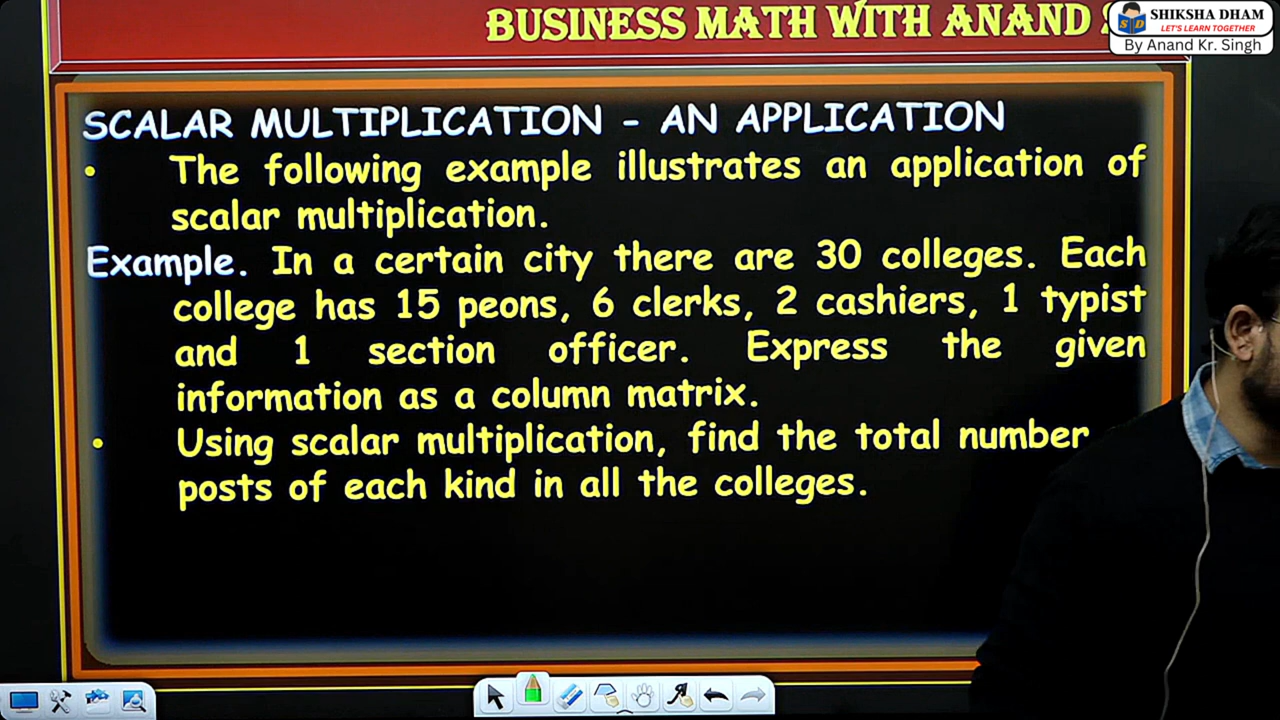 BUSINESS MATH WITH ANAND
SHIKSHA DHAM
LET'S LEARN TOGETHER
By Anand Kr. Singh
SCALAR MULTIPLICATION - AN APPLICATION
• The following example illustrates an application of
scalar multiplication.
Example. In a certain city there are 30 colleges. Each
college has 15 peons, 6 clerks, 2 cashiers, 1 typist
and 1 section officer. Express the given
information as a column matrix.
• Using scalar multiplication, find the total number
posts of each kind in all the colleges.